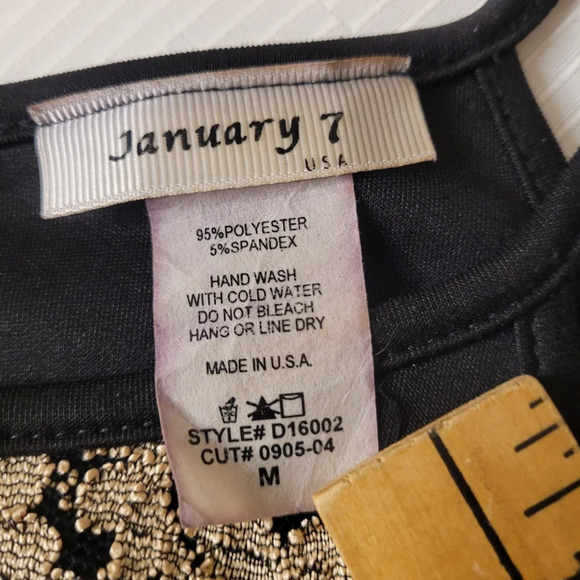 January 7
USA
95%POLYESTER
5%SPANDEX
HAND WASH
WITH COLD WATER
DO NOT BLEACH
HANG OR LINE DRY
MADE IN U.S.A.
STYLE# D16002
CUT# 0905-04
M